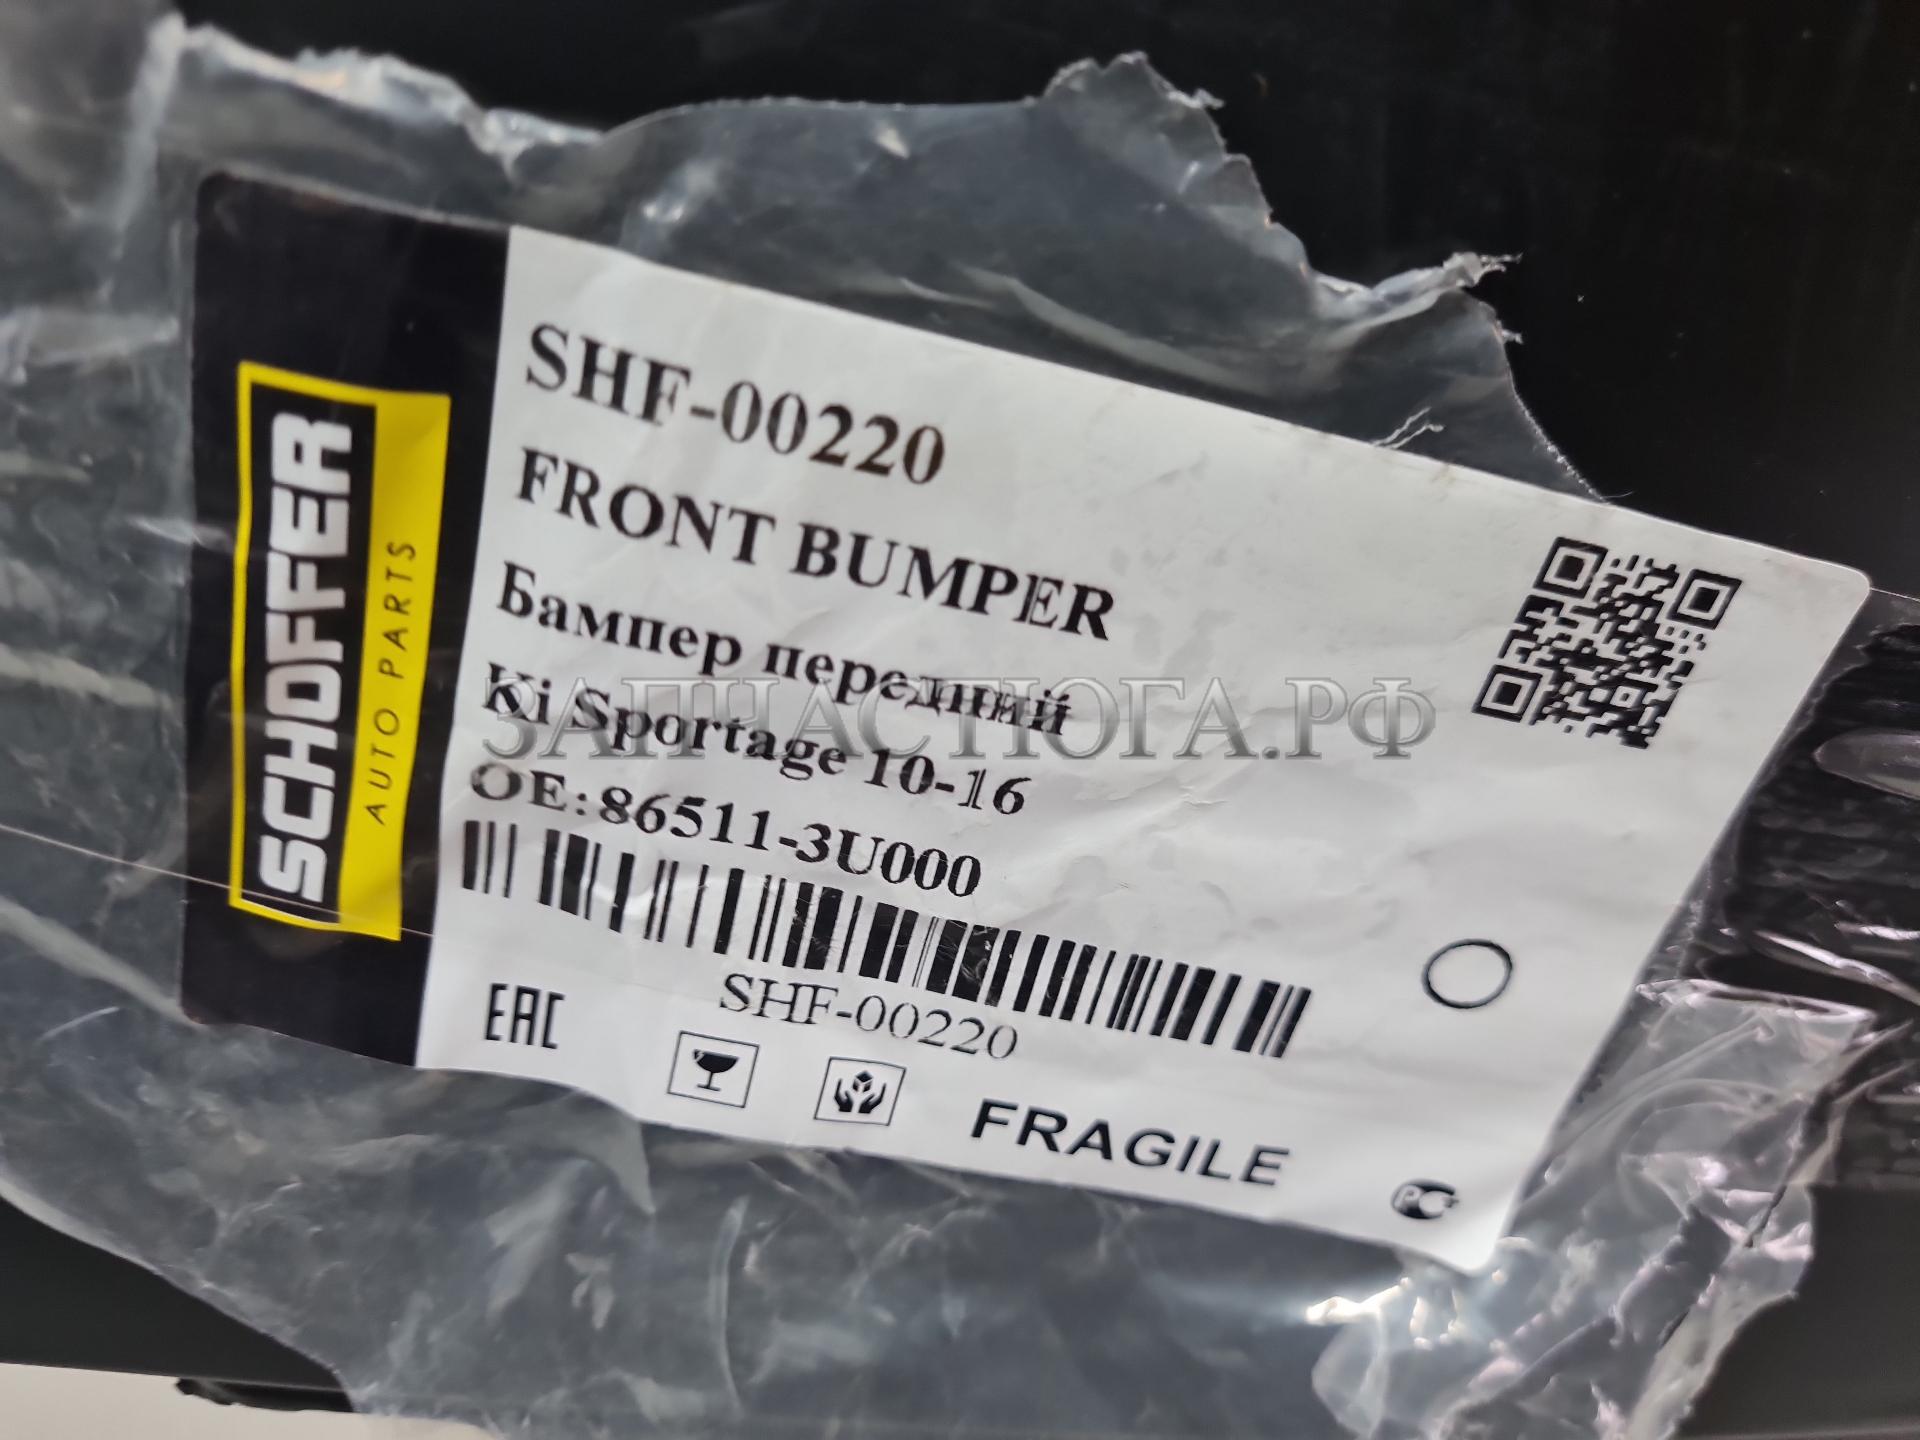 SCHOFFER
AUTO PARTS
SHF-00220
FRONT BUMPER
Бампер передний
Ki Sportage 10-16
OE: 86511-3U000
SHF-00220
EAC
FRAGILE
РСТ
ЗАПЧАСТЮГА.РФ